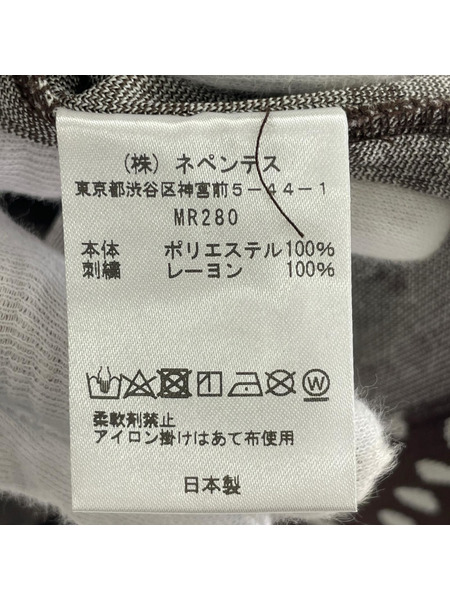 (株) ネペンテス
東京都渋谷区神宮前5-44-1
MR280
本体 ポリエステル100%
刺繍 レーヨン 100%
W
柔軟剤禁止
アイロン掛けはあて布使用
日本製